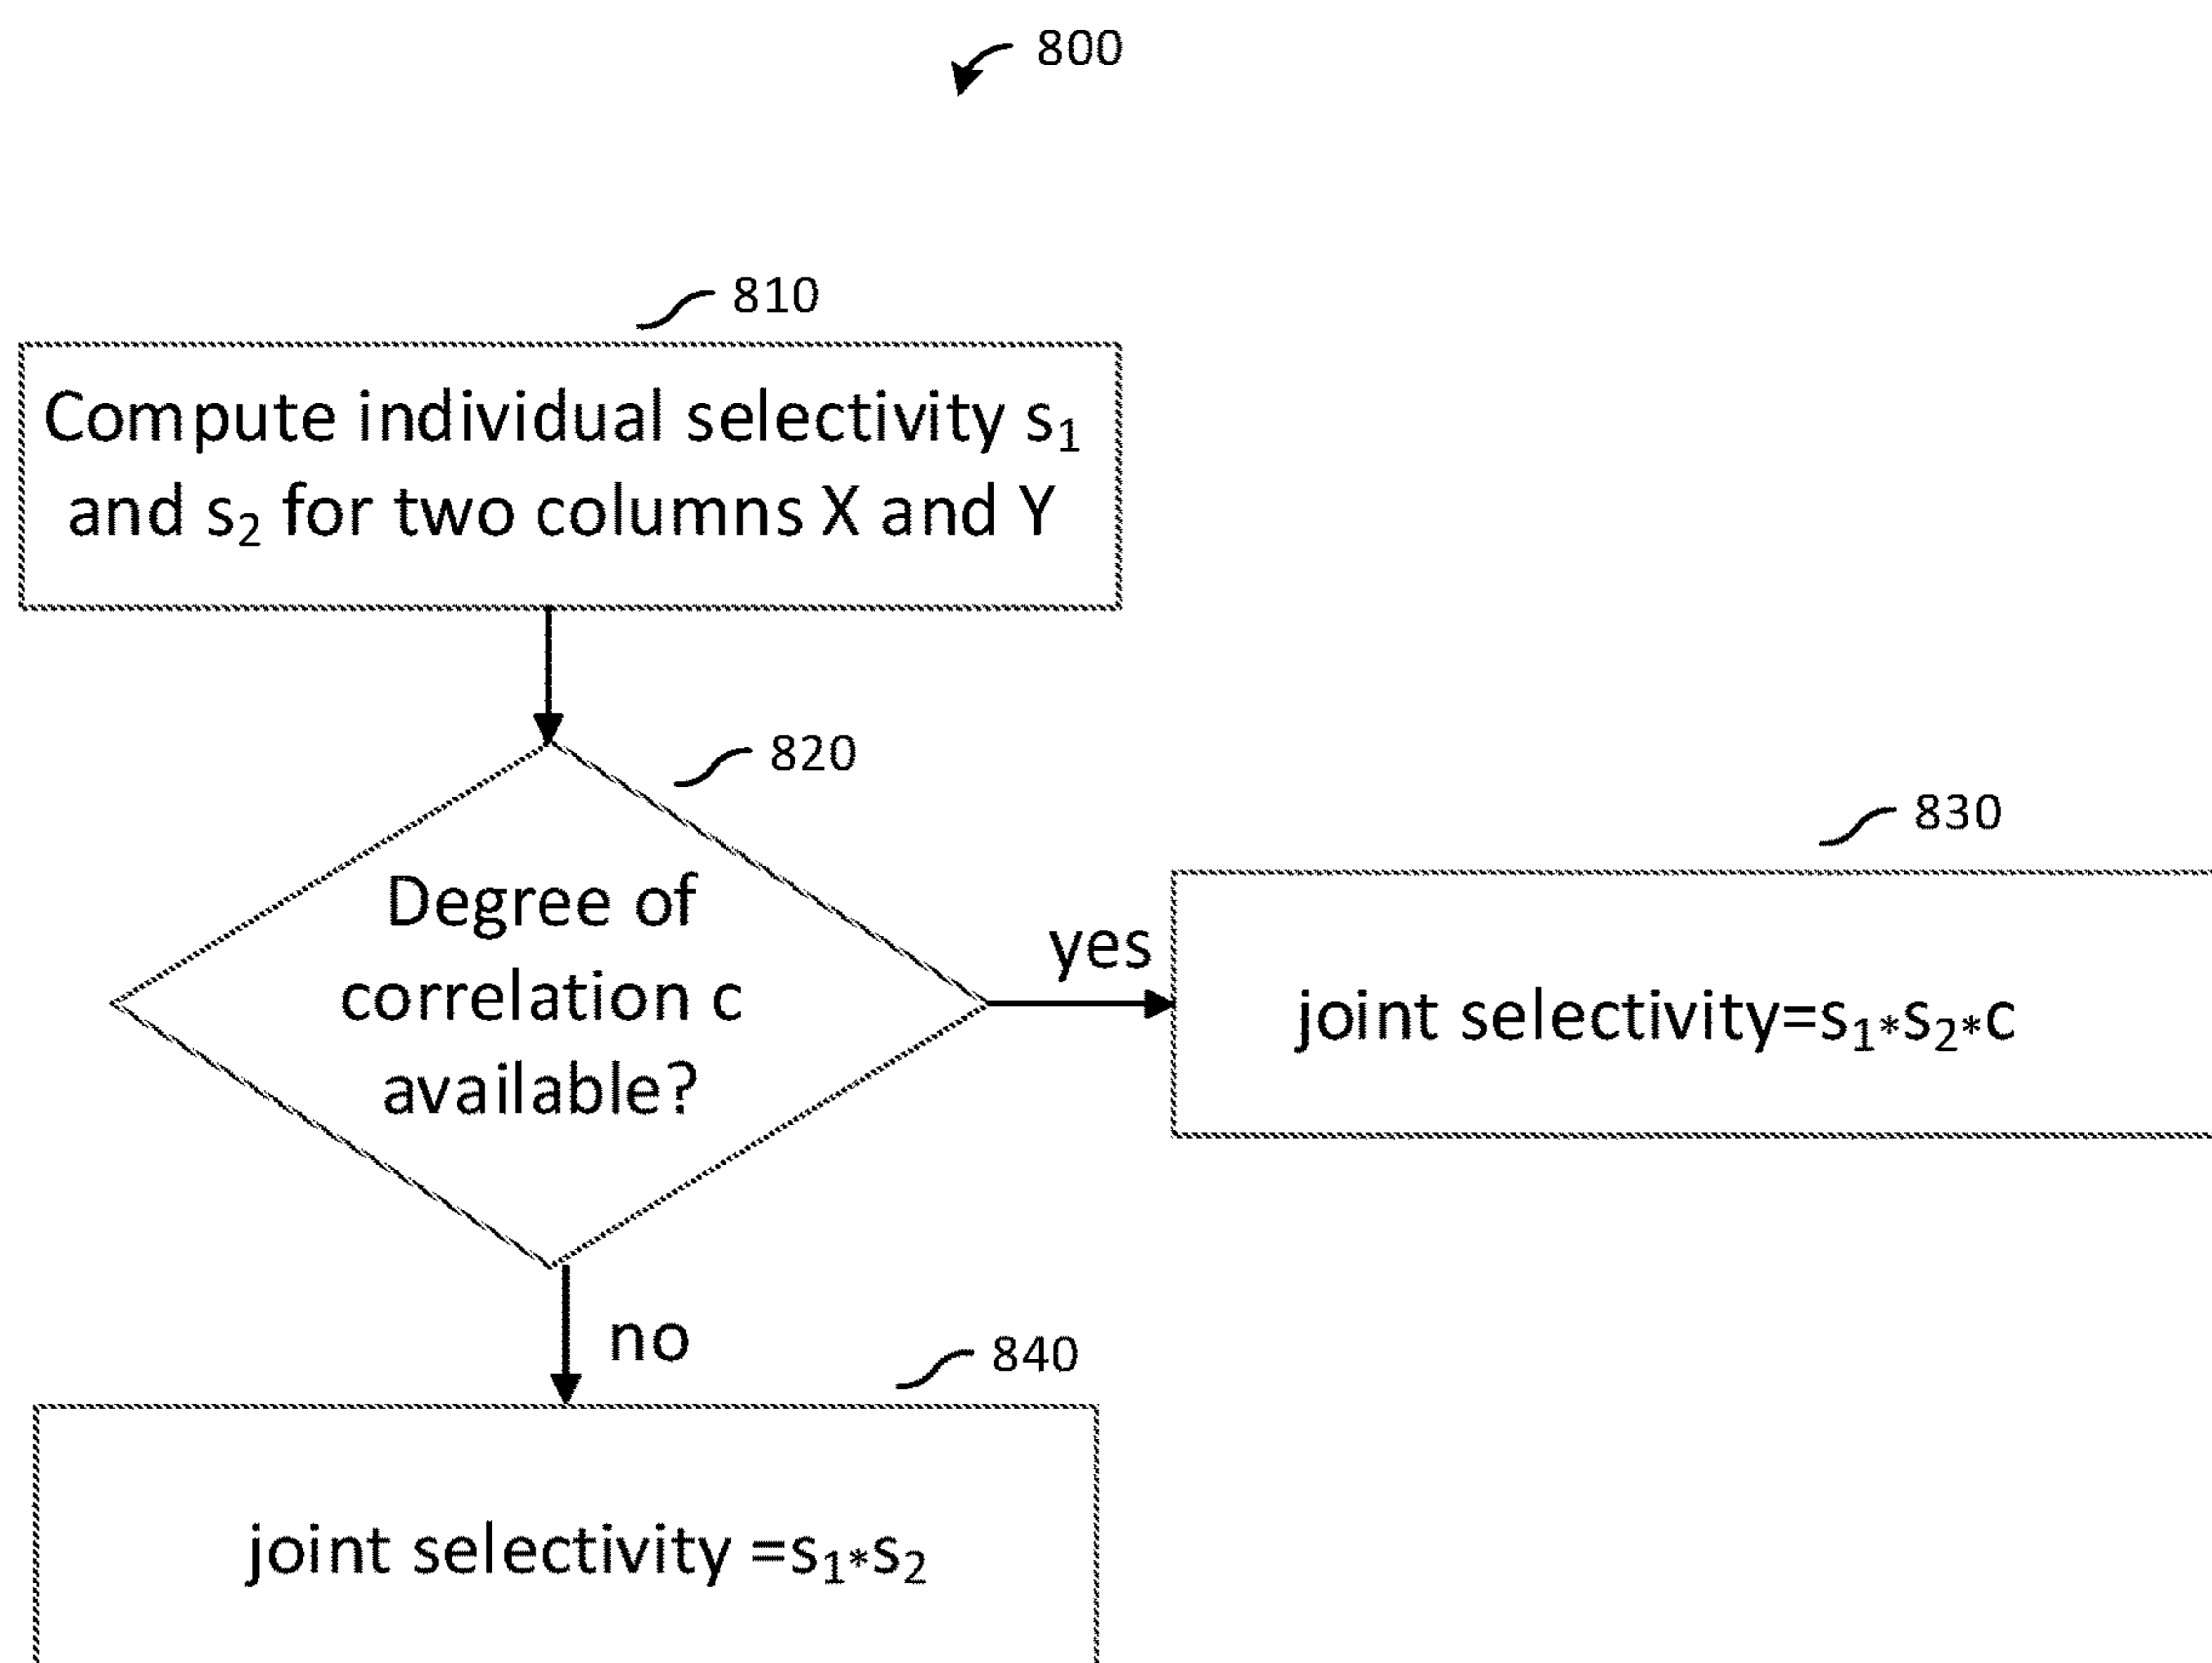 800
810
Compute individual selectivity s₁
and s₂ for two columns X and Y
820
Degree of
correlation c
available?
yes
830
joint selectivity=s₁*s₂*c
no
840
joint selectivity =s₁*s₂